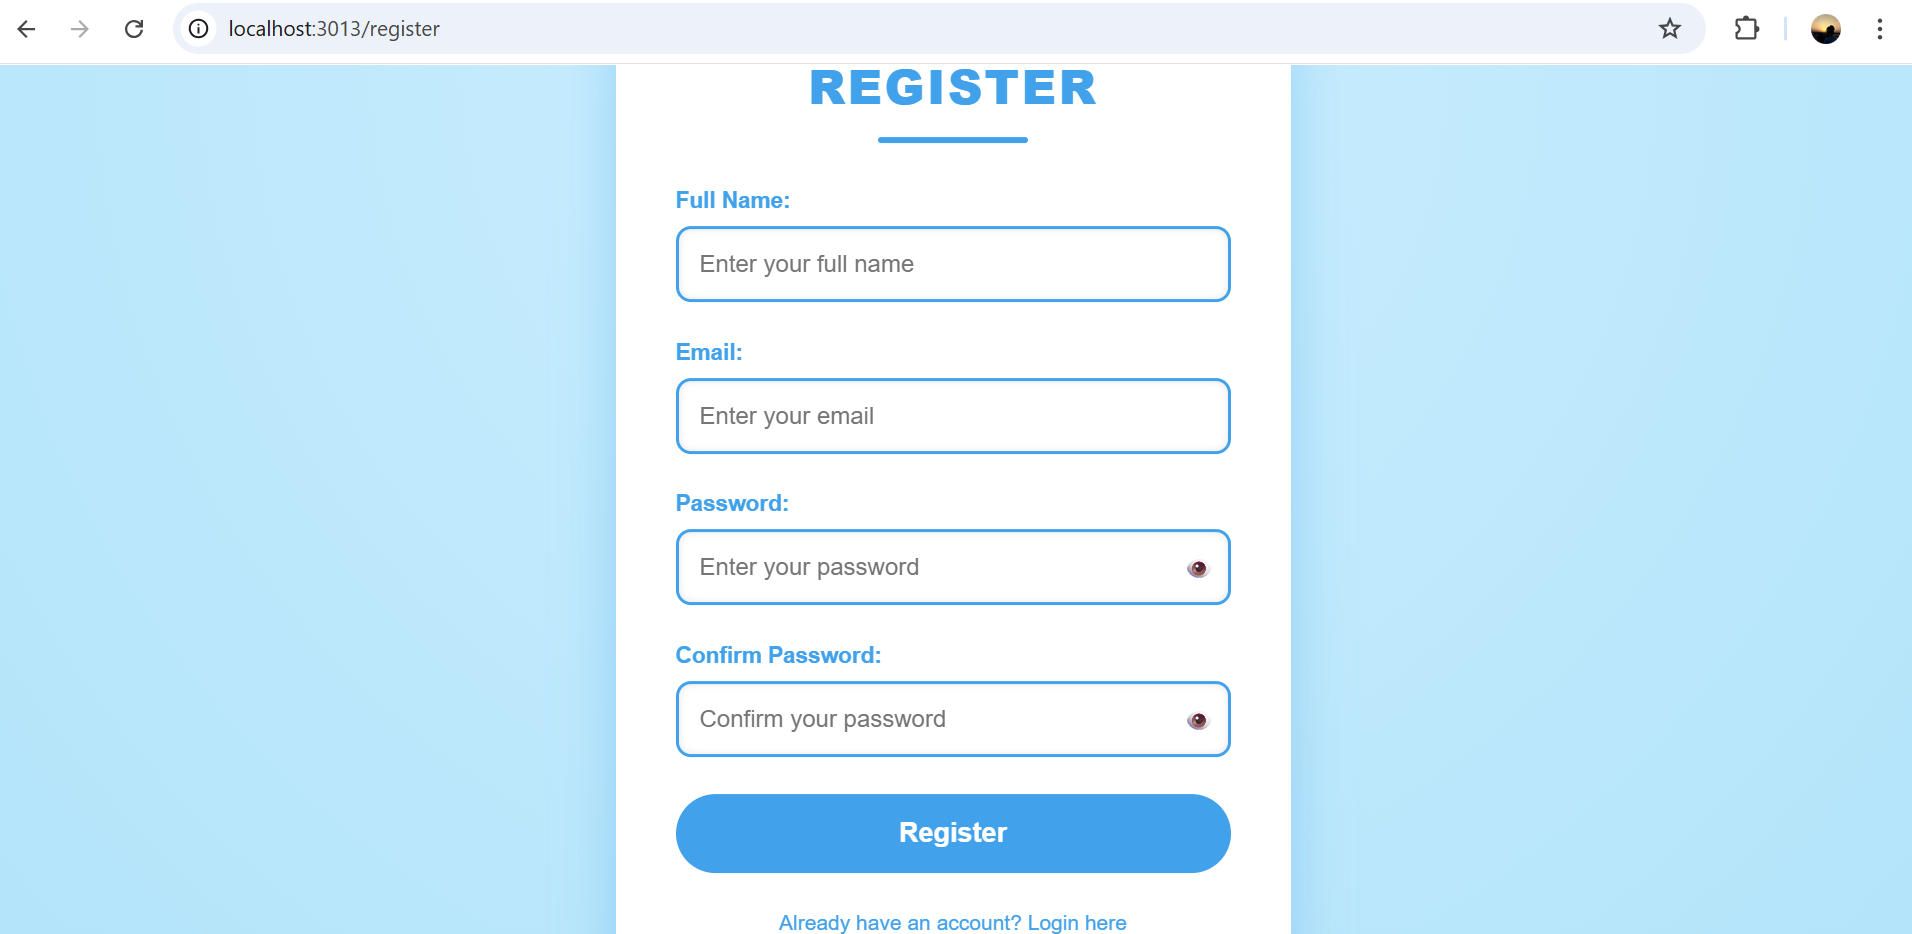 localhost:3013/register
REGISTER
Full Name:
Enter your full name
Email:
Enter your email
Password:
Enter your password
Confirm Password:
Confirm your password
Register
Already have an account? Login here